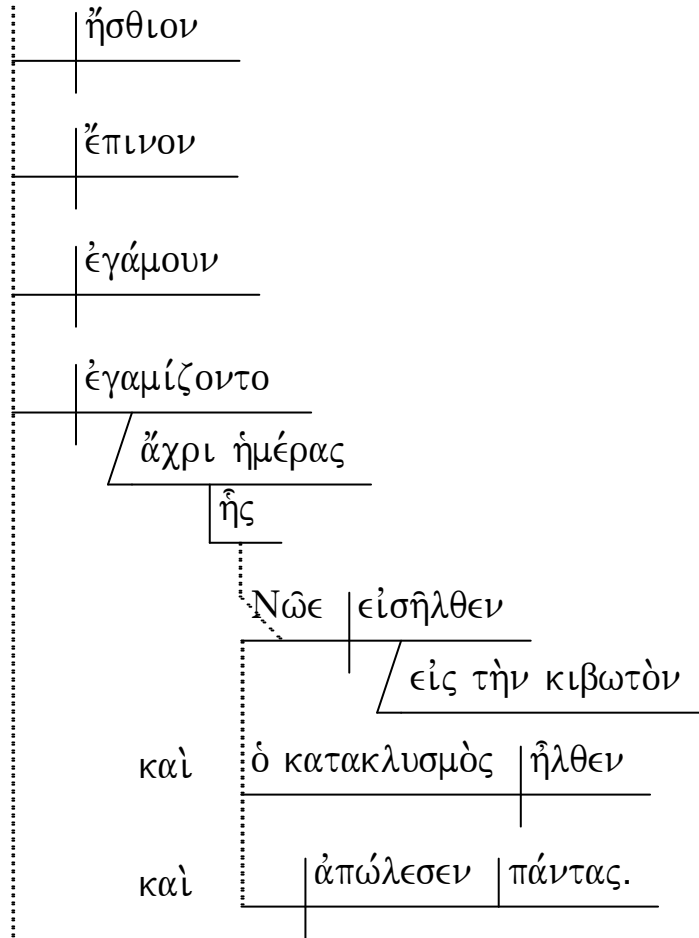 ἤσθιον
ἔπινον
ἐγάμουν
ἐγαμίζοντο
ἄχρι ἡμέρας
ἧς
Νῶε εἰσῆλθεν
εἰς τὴν κιβωτὸν
καὶ ὁ κατακλυσμὸς ἦλθεν
καὶ ἀπώλεσεν πάντας.